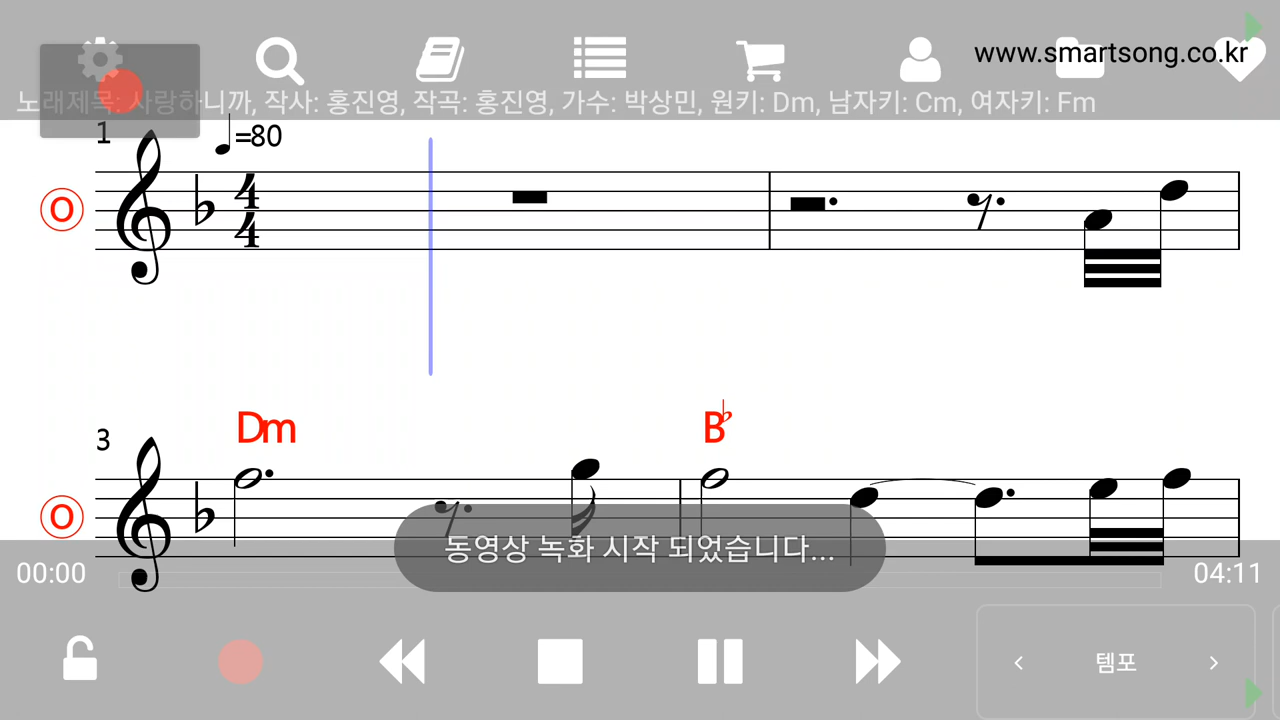 www.smartsong.co.kr
노래제목: 사랑하니까, 작사: 홍진영, 작곡: 홍진영, 가수: 박상민, 원키: Dm, 남자키: Cm, 여자키: Fm
1
=80
4
4
O
3
Dm
B♭
O
동영상 녹화 시작 되었습니다...
00:00
04:11
템포